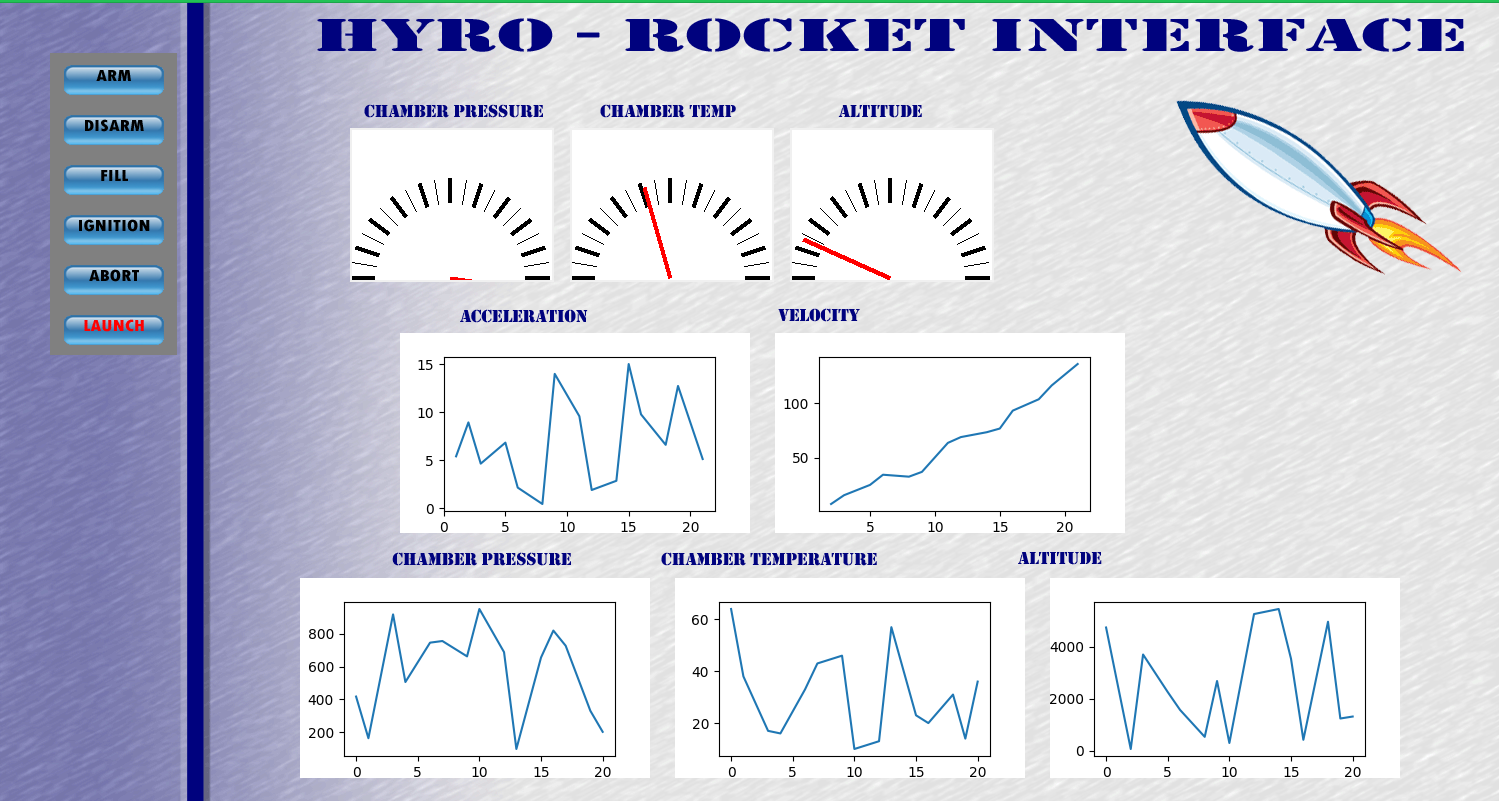 HYRO - ROCKET INTERFACE
ARM
DISARM
FILL
IGNITION
ABORT
LAUNCH
CHAMBER PRESSURE
CHAMBER TEMP
ALTITUDE
ACCELERATION
15
10
5
0
0 5 10 15 20
VELOCITY
100
50
5 10 15 20
CHAMBER PRESSURE
800
600
400
200
0 5 10 15 20
CHAMBER TEMPERATURE
60
40
20
0 5 10 15 20
ALTITUDE
4000
2000
0
0 5 10 15 20